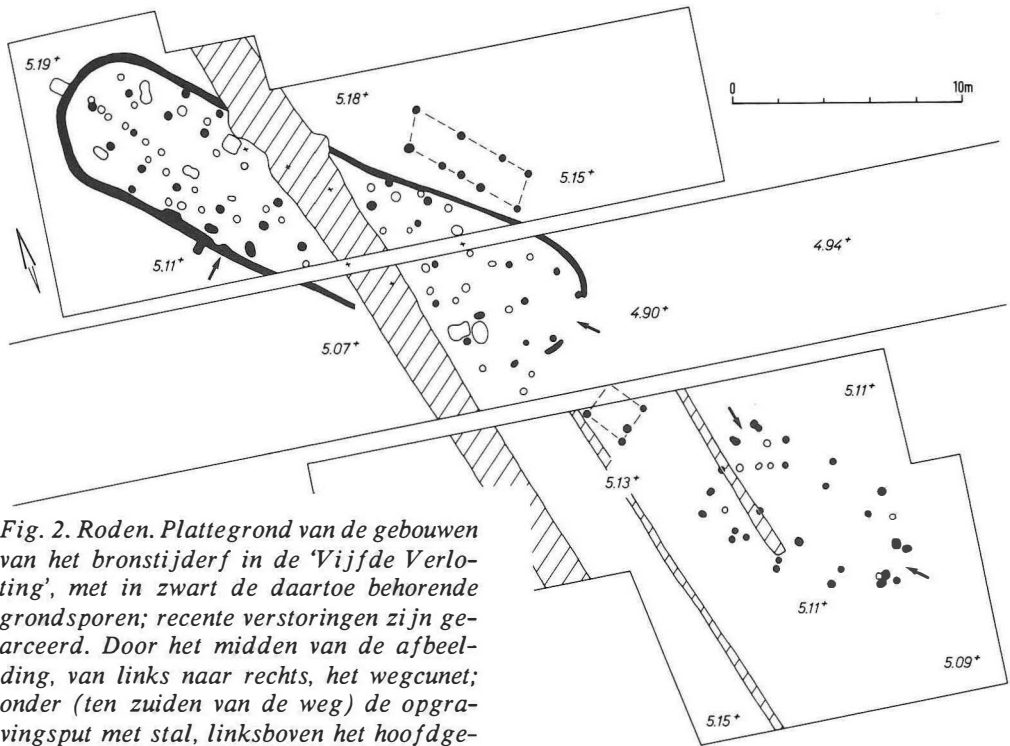 5.19+
5.18+
0 10m
5.15+
5.11+
4.94+
4.90+
5.07+
5.11+
5.13+
5.11+
5.09+
5.15+
Fig. 2. Roden. Plattegrond van de gebouwen
van het bronstijderf in de ‘Vijfde Verlo-
ting’, met in zwart de daartoe behorende
grondsporen; recente verstoringen zijn ge-
arceerd. Door het midden van de afbeel-
ding, van links naar rechts, het wegcunet;
onder (ten zuiden van de weg) de opgra-
vingsput met stal, linksboven het hoofdge-